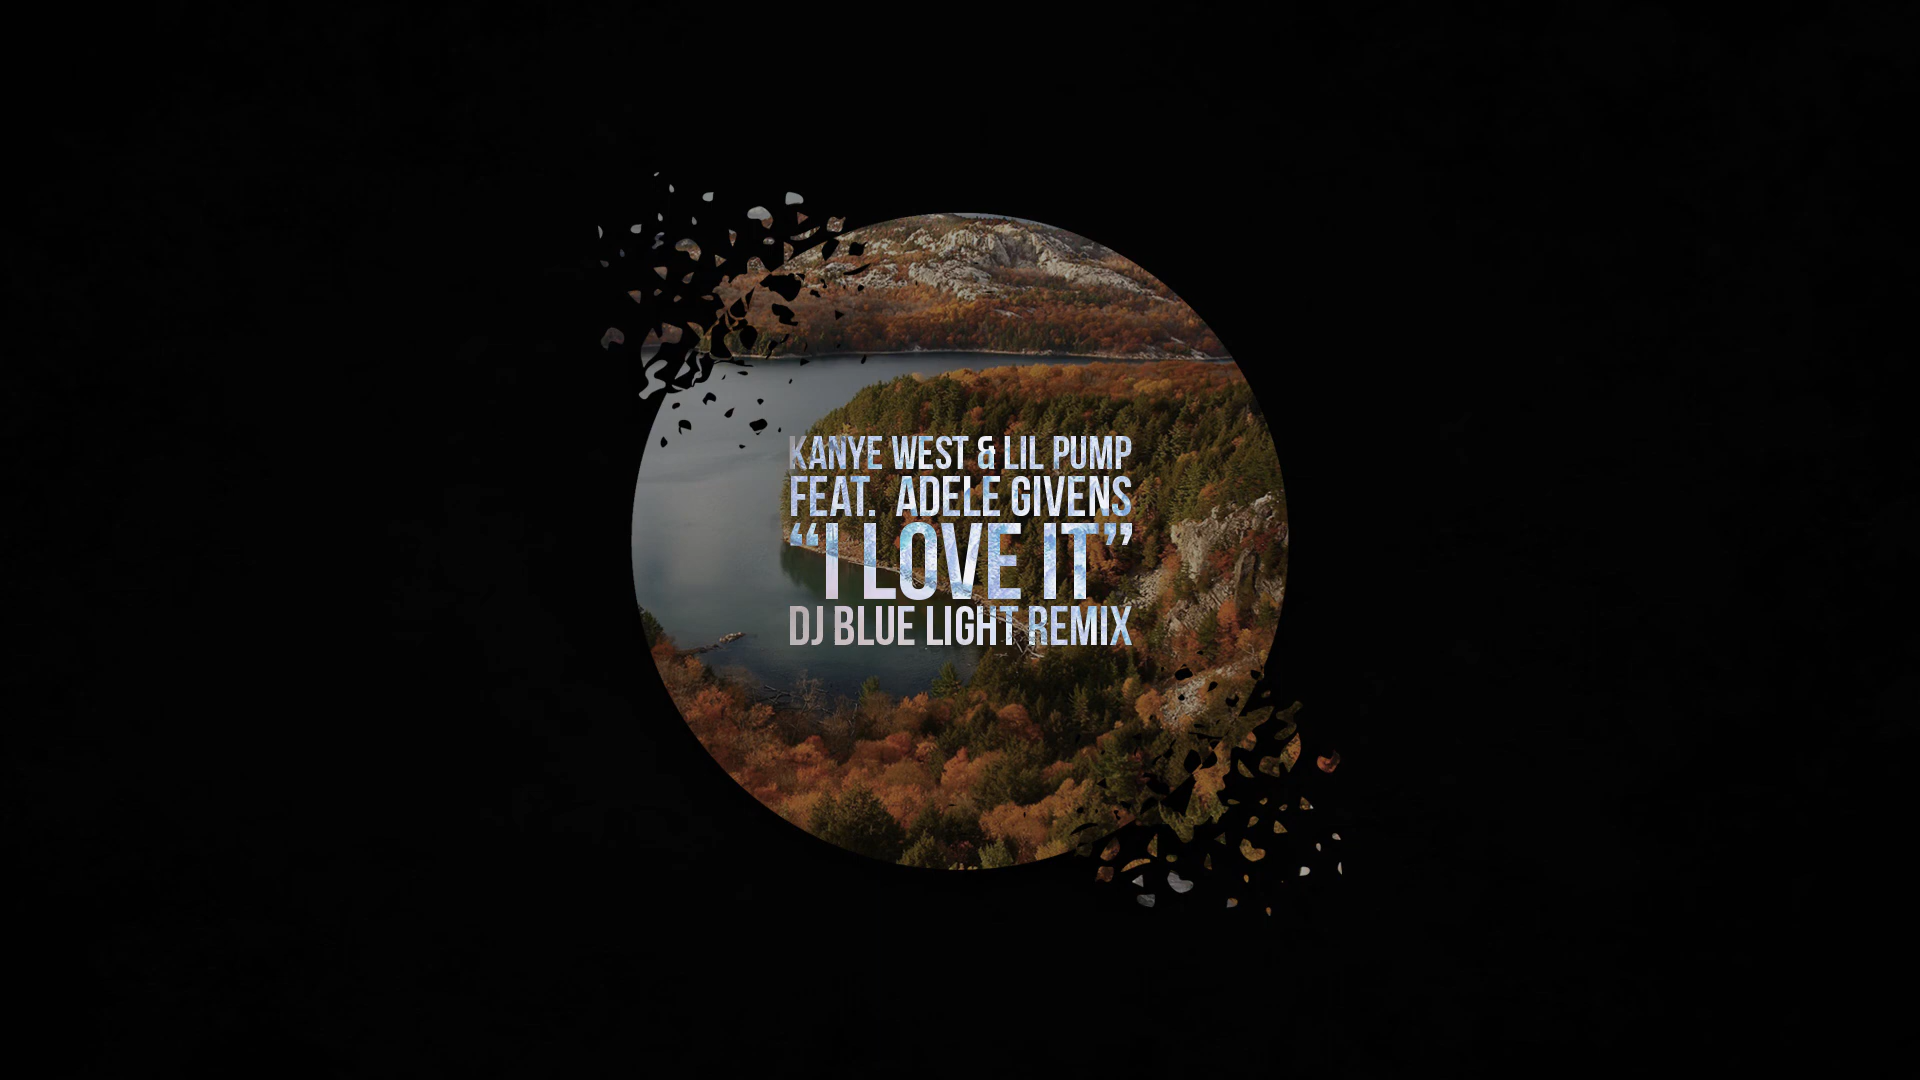 KANYE WEST & LIL PUMP
FEAT. ADELE GIVENS
“I LOVE IT”
DJ BLUE LIGHT REMIX